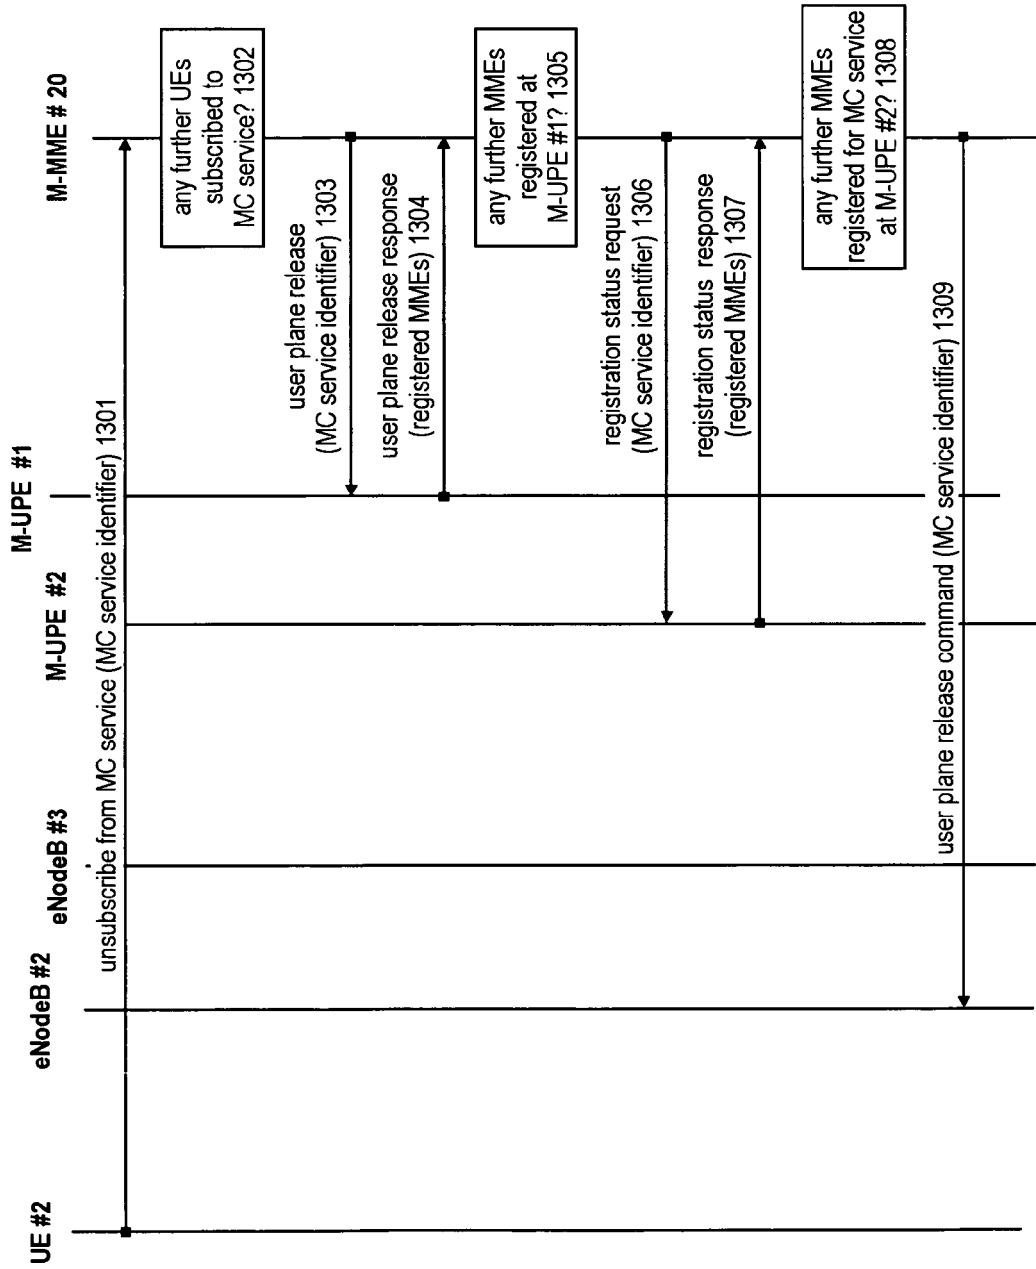 UE #2
eNodeB #2
eNodeB #3
M-UPE #2
M-UPE #1
M-MME # 20
unsubscribe from MC service (MC service identifier) 1301
any further UEs
subscribed to
MC service? 1302
user plane release
(MC service identifier) 1303
user plane release response
(registered MMEs) 1304
any further MMEs
registered at
M-UPE #1? 1305
registration status request
(MC service identifier) 1306
registration status response
(registered MMEs) 1307
any further MMEs
registered for MC service
at M-UPE #2? 1308
user plane release command (MC service identifier) 1309